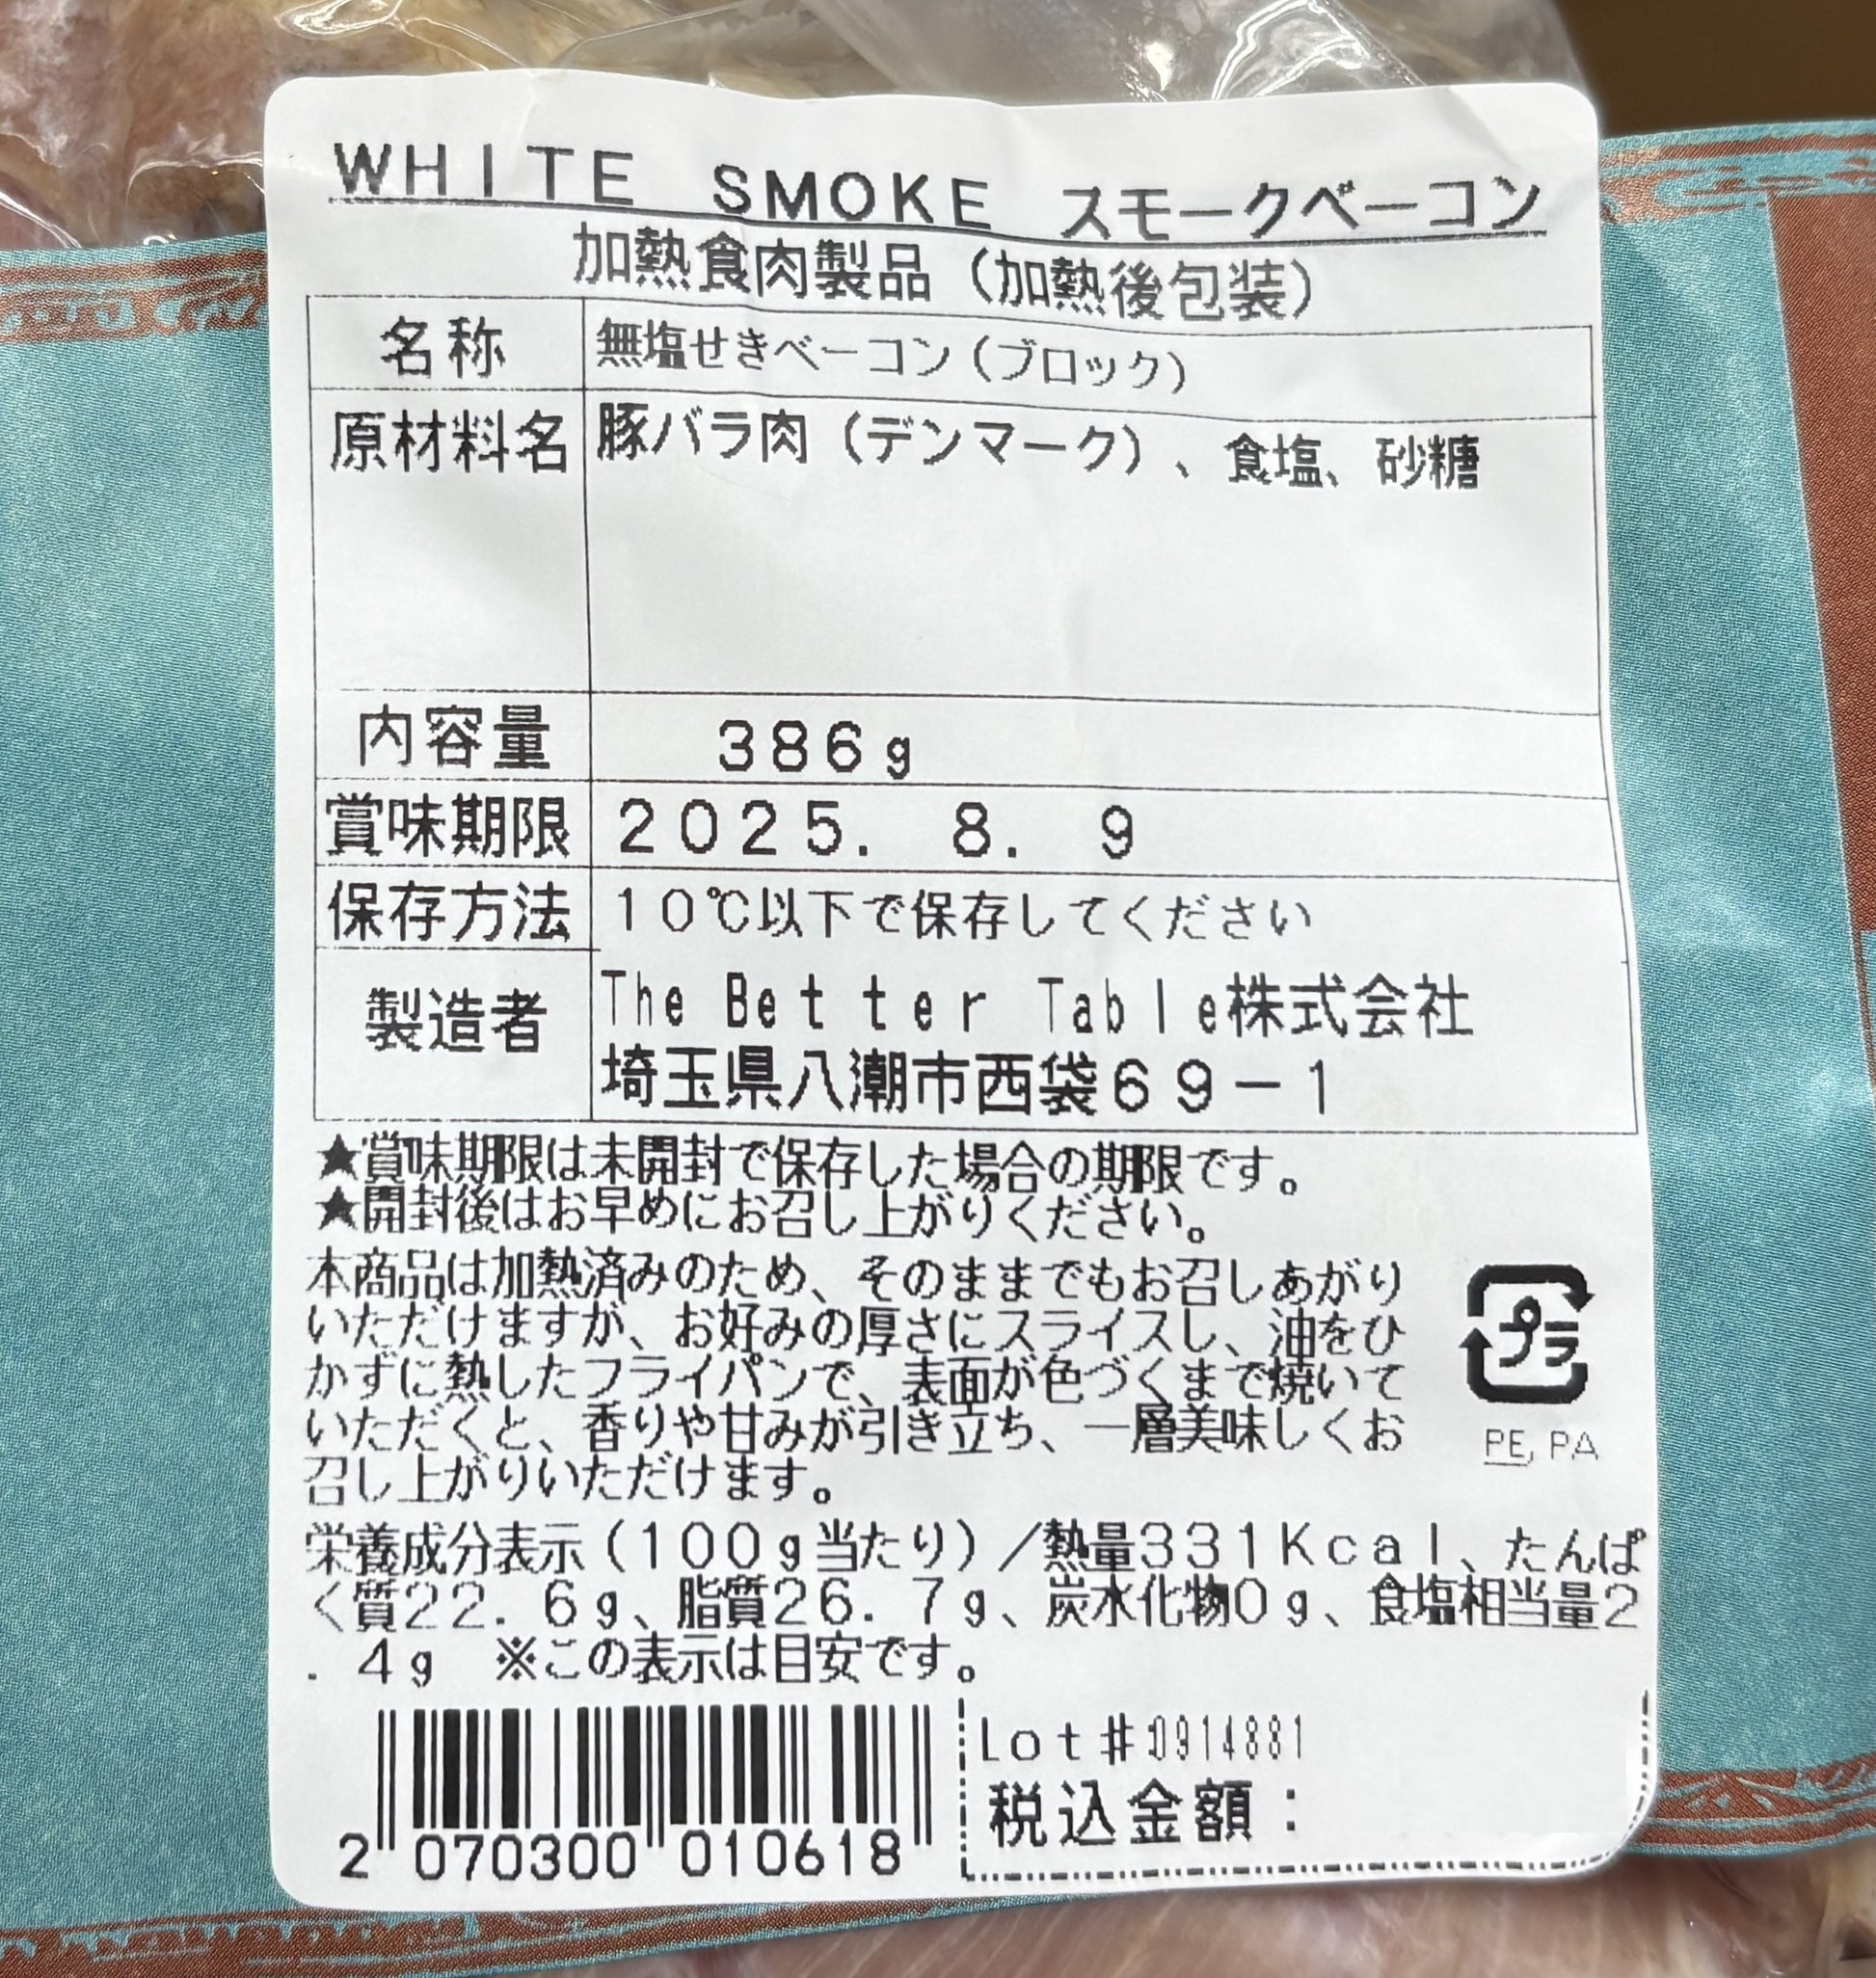 WHITE SMOKE スモークベーコン
加熱食肉製品（加熱後包装）
名称 無塩せきベーコン（ブロック）
原材料名 豚バラ肉（デンマーク）、食塩、砂糖
内容量 386g
賞味期限 2025. 8. 9
保存方法 10℃以下で保存してください
製造者 The Better Table株式会社
埼玉県八潮市西袋69－1
★賞味期限は未開封で保存した場合の期限です。
★開封後はお早めにお召し上がりください。
本商品は加熱済みのため、そのままでもお召しあがり
いただけますが、お好みの厚さにスライスし、油をひ
かずに熱したフライパンで、表面が色づくまで焼いて
いただくと、香りや甘みが引き立ち、一層美味しくお
召し上がりいただけます。
プラ
PE, PA
栄養成分表示（100g当たり）／熱量331Kcal、たんぱ
く質22.6g、脂質26.7g、炭水化物0g、食塩相当量2
.4g ※この表示は目安です。
Lot#0914881
税込金額：
2 070300 010618